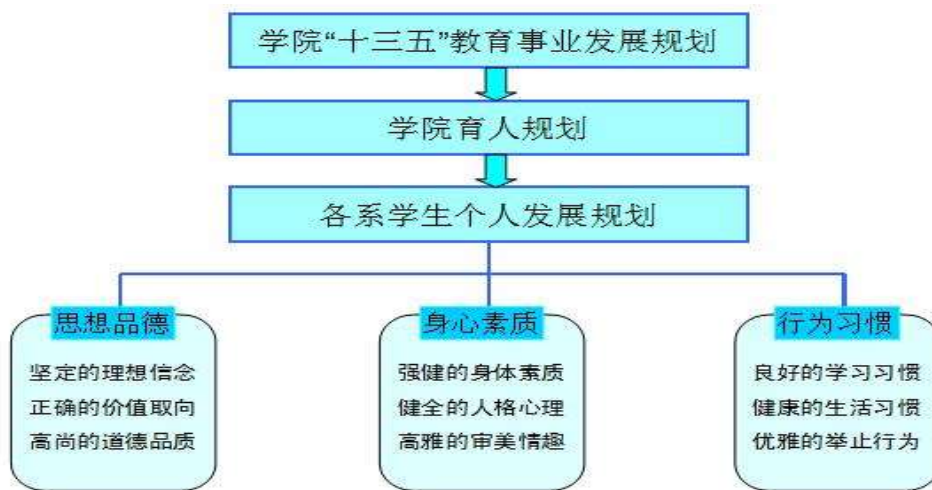 学院“十三五”教育事业发展规划
学院育人规划
各系学生个人发展规划
思想品德
坚定的理想信念
正确的价值取向
高尚的道德品质
身心素质
强健的身体素质
健全的人格心理
高雅的审美情趣
行为习惯
良好的学习习惯
健康的生活习惯
优雅的举止行为